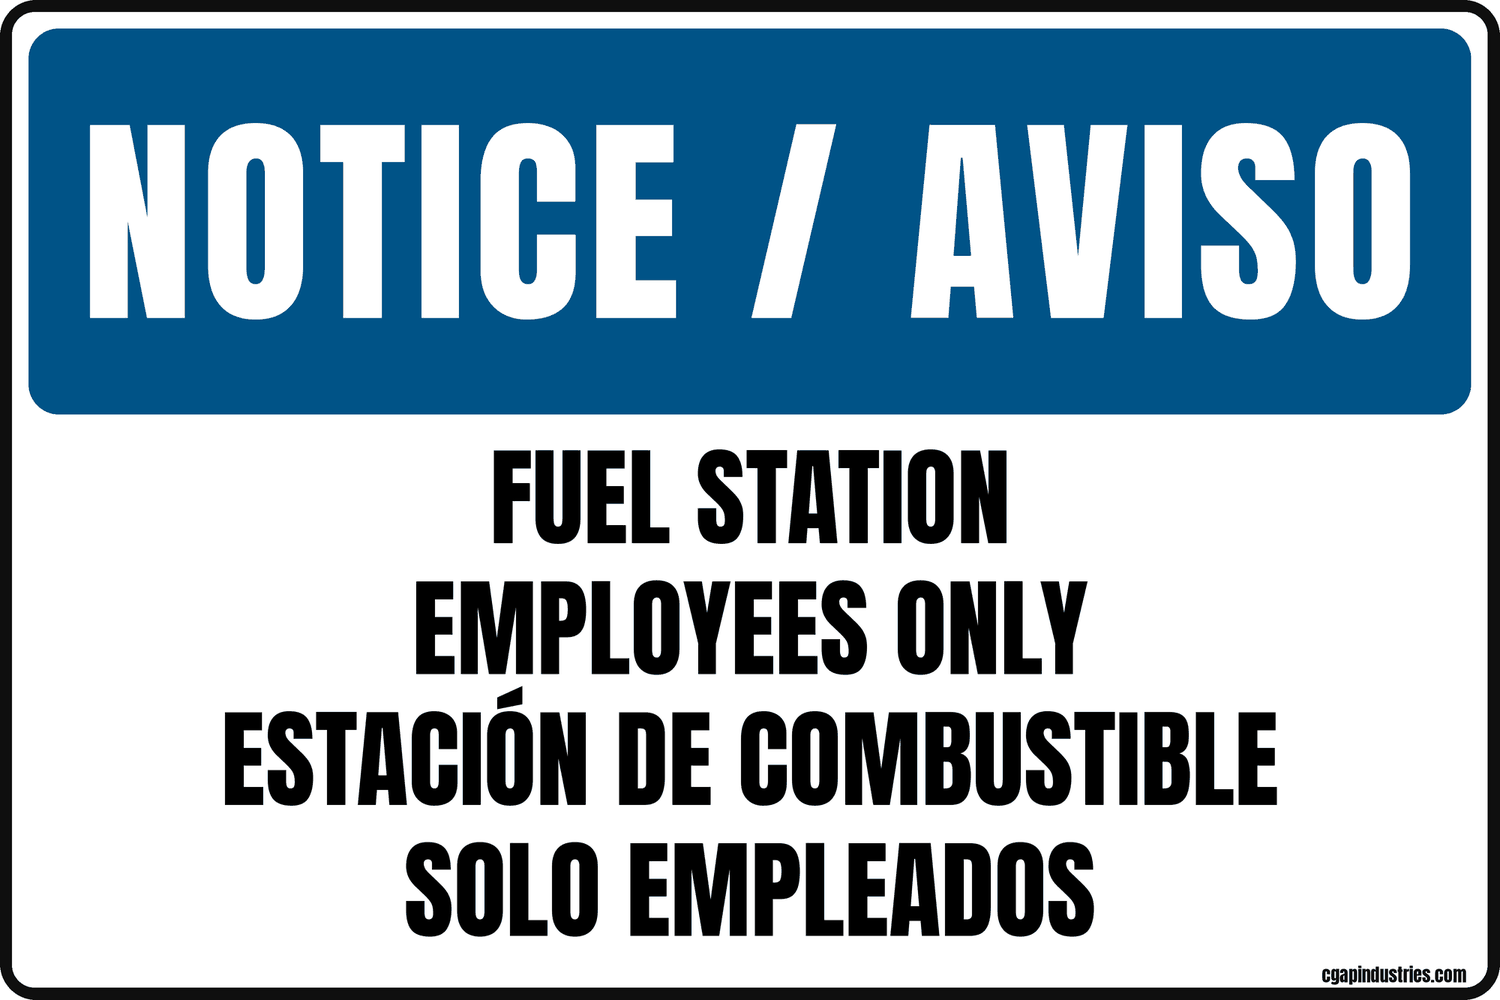 NOTICE / AVISO
FUEL STATION
EMPLOYEES ONLY
ESTACIÓN DE COMBUSTIBLE
SOLO EMPLEADOS
cgapindustries.com